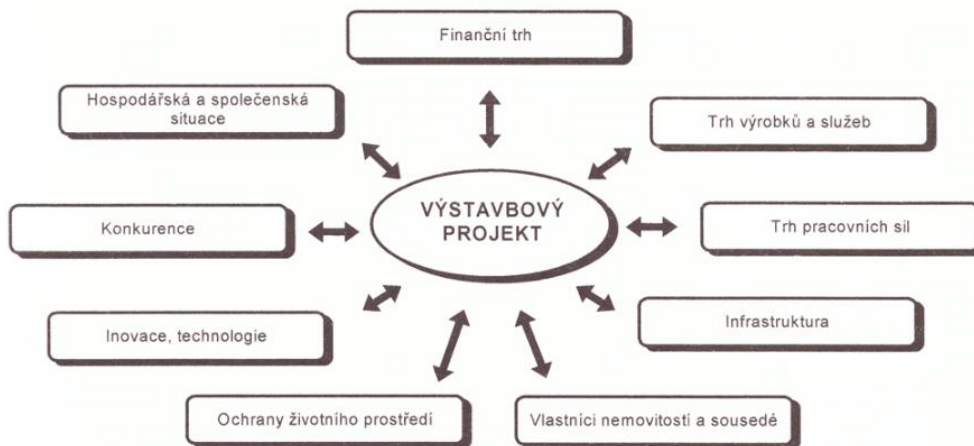 Finanční trh
Hospodářská a společenská
situace
Trh výrobků a služeb
VÝSTAVBOVÝ
PROJEKT
Konkurence
Trh pracovních sil
Inovace, technologie
Infrastruktura
Ochrany životního prostředí
Vlastníci nemovitostí a sousedé